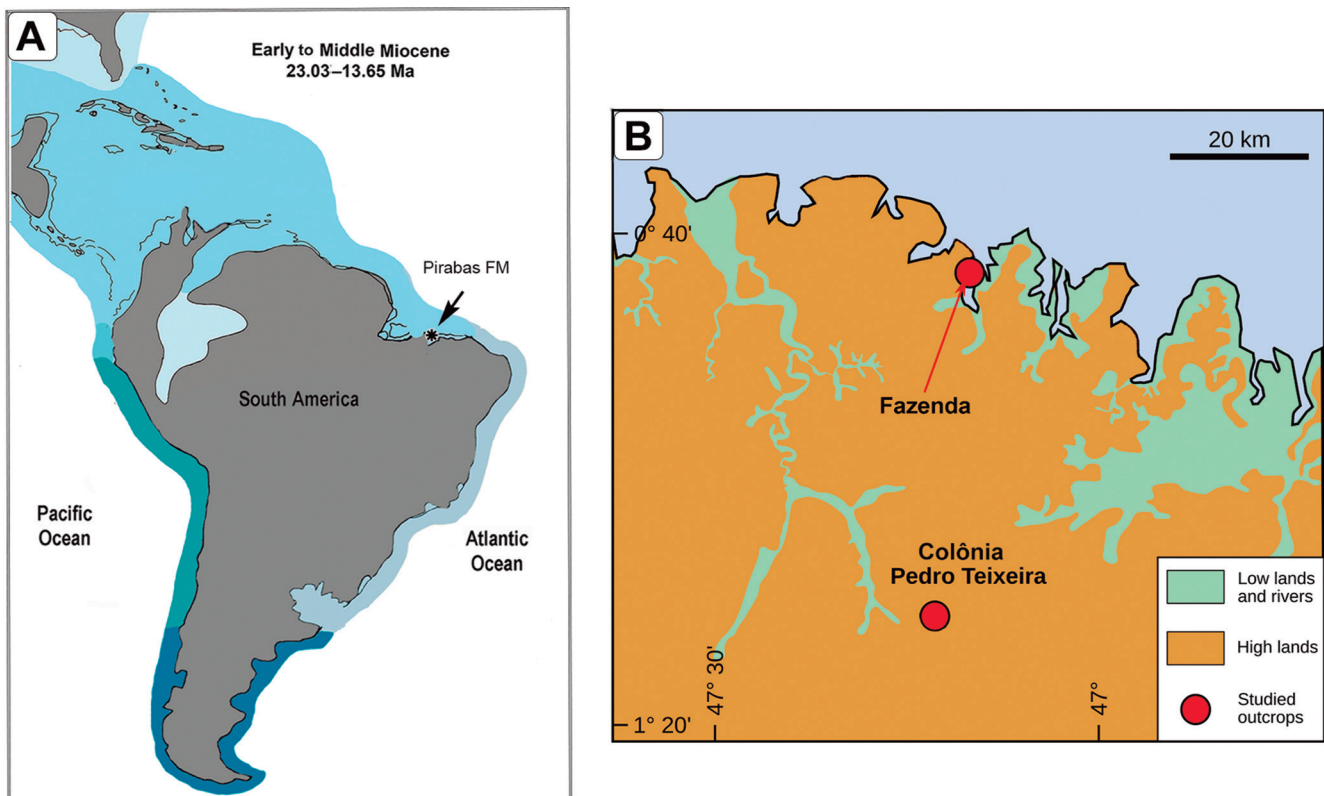 A
Early to Middle Miocene
23.03–13.65 Ma
Pirabas FM
South America
Pacific
Ocean
Atlantic
Ocean
B
20 km
0° 40'
Fazenda
Colônia
Pedro Teixeira
47° 30'
47°
1° 20'
Low lands
and rivers
High lands
Studied
outcrops